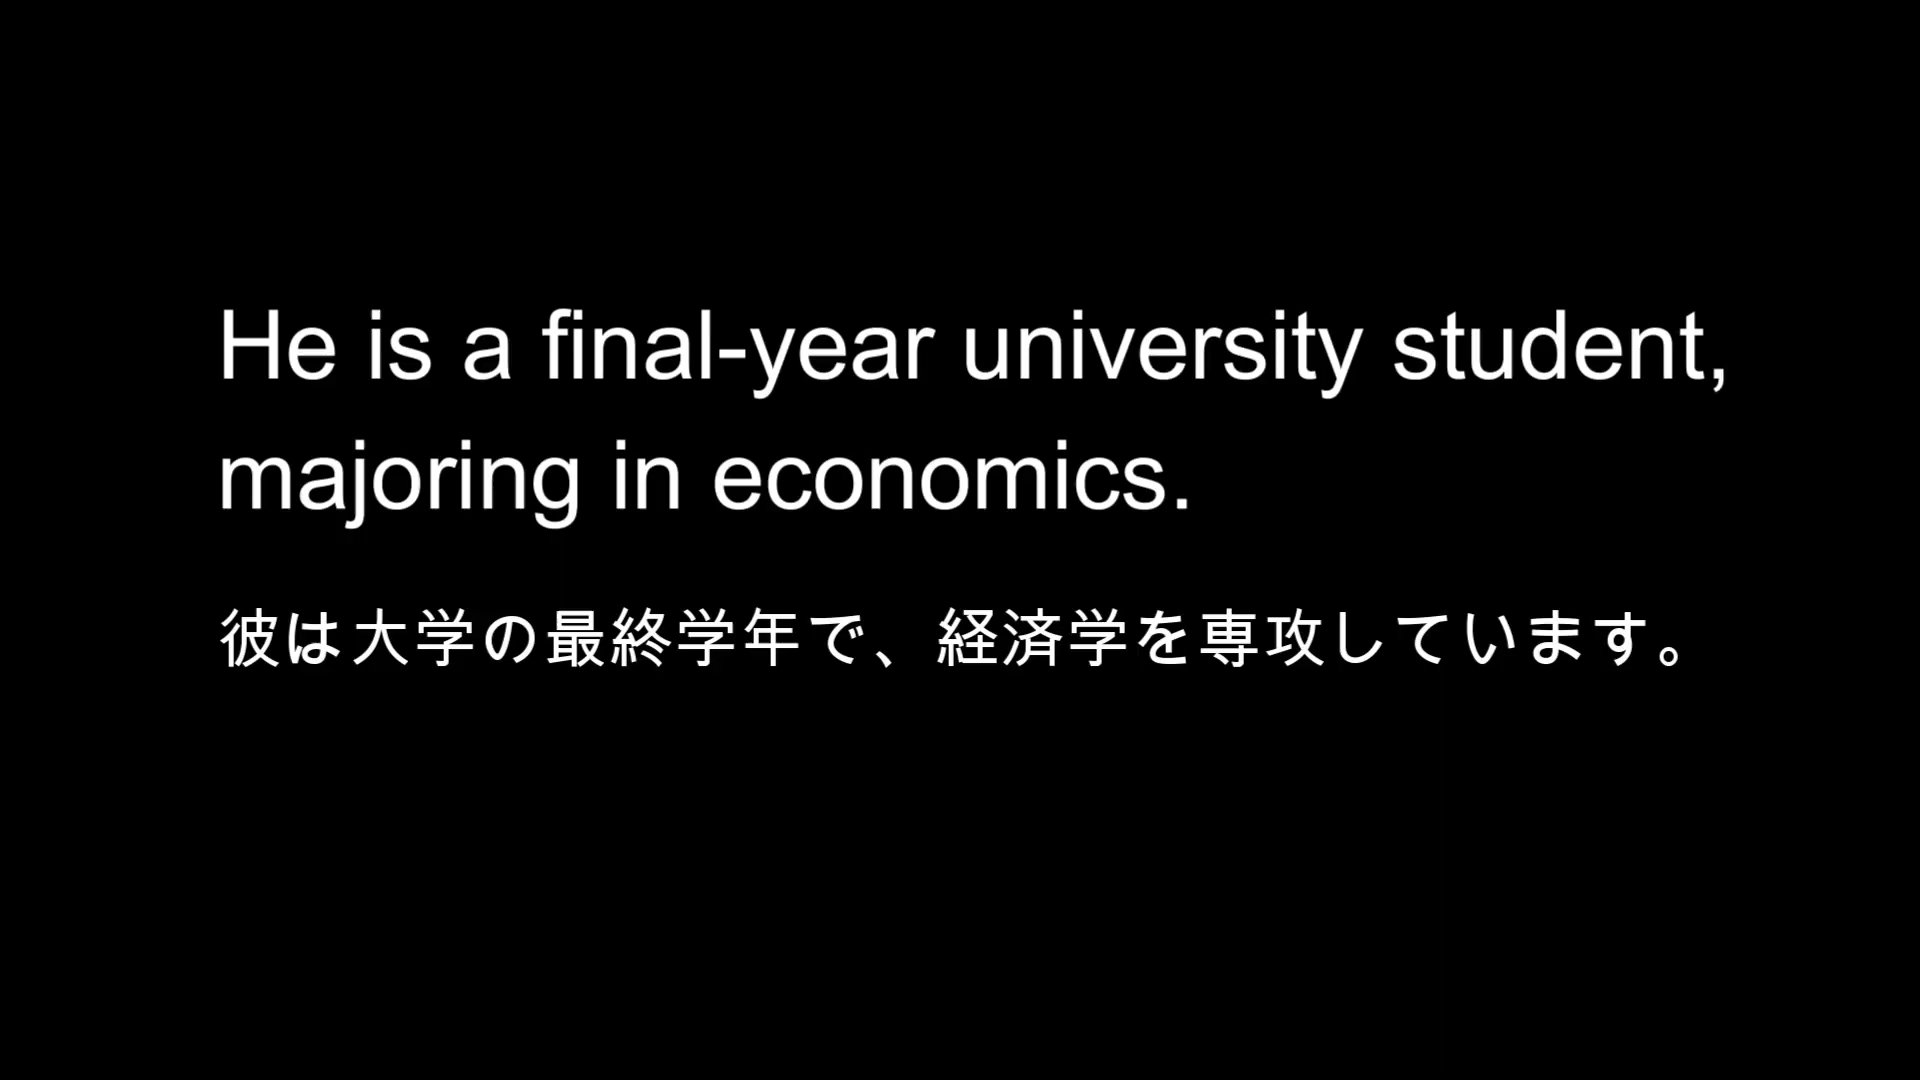 He is a final-year university student,
majoring in economics.
彼は大学の最終学年で、経済学を専攻しています。